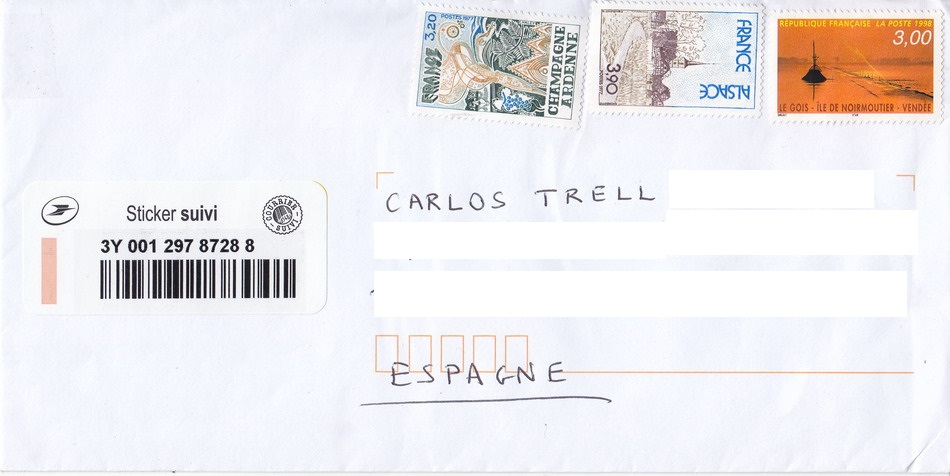 3,20
POSTES 1977
FRANCE
CHAMPAGNE
ARDENNE
FRANCE
ALSACE
3,90
RÉPUBLIQUE FRANÇAISE LA POSTE 1998
3,00
LE GOIS - ÎLE DE NOIRMOUTIER - VENDÉE
Sticker suivi
COURRIER SUIVI
3Y 001 297 8728 8
CARLOS TRELL
ESPAGNE